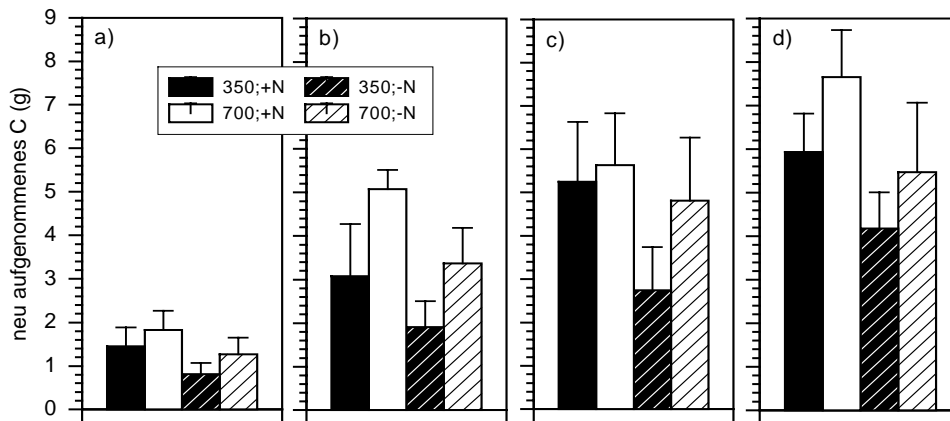 9
8
7
6
5
4
3
2
1
0
neu aufgenommenes C (g)
a)
b)
c)
d)
350;+N
350;-N
700;+N
700;-N